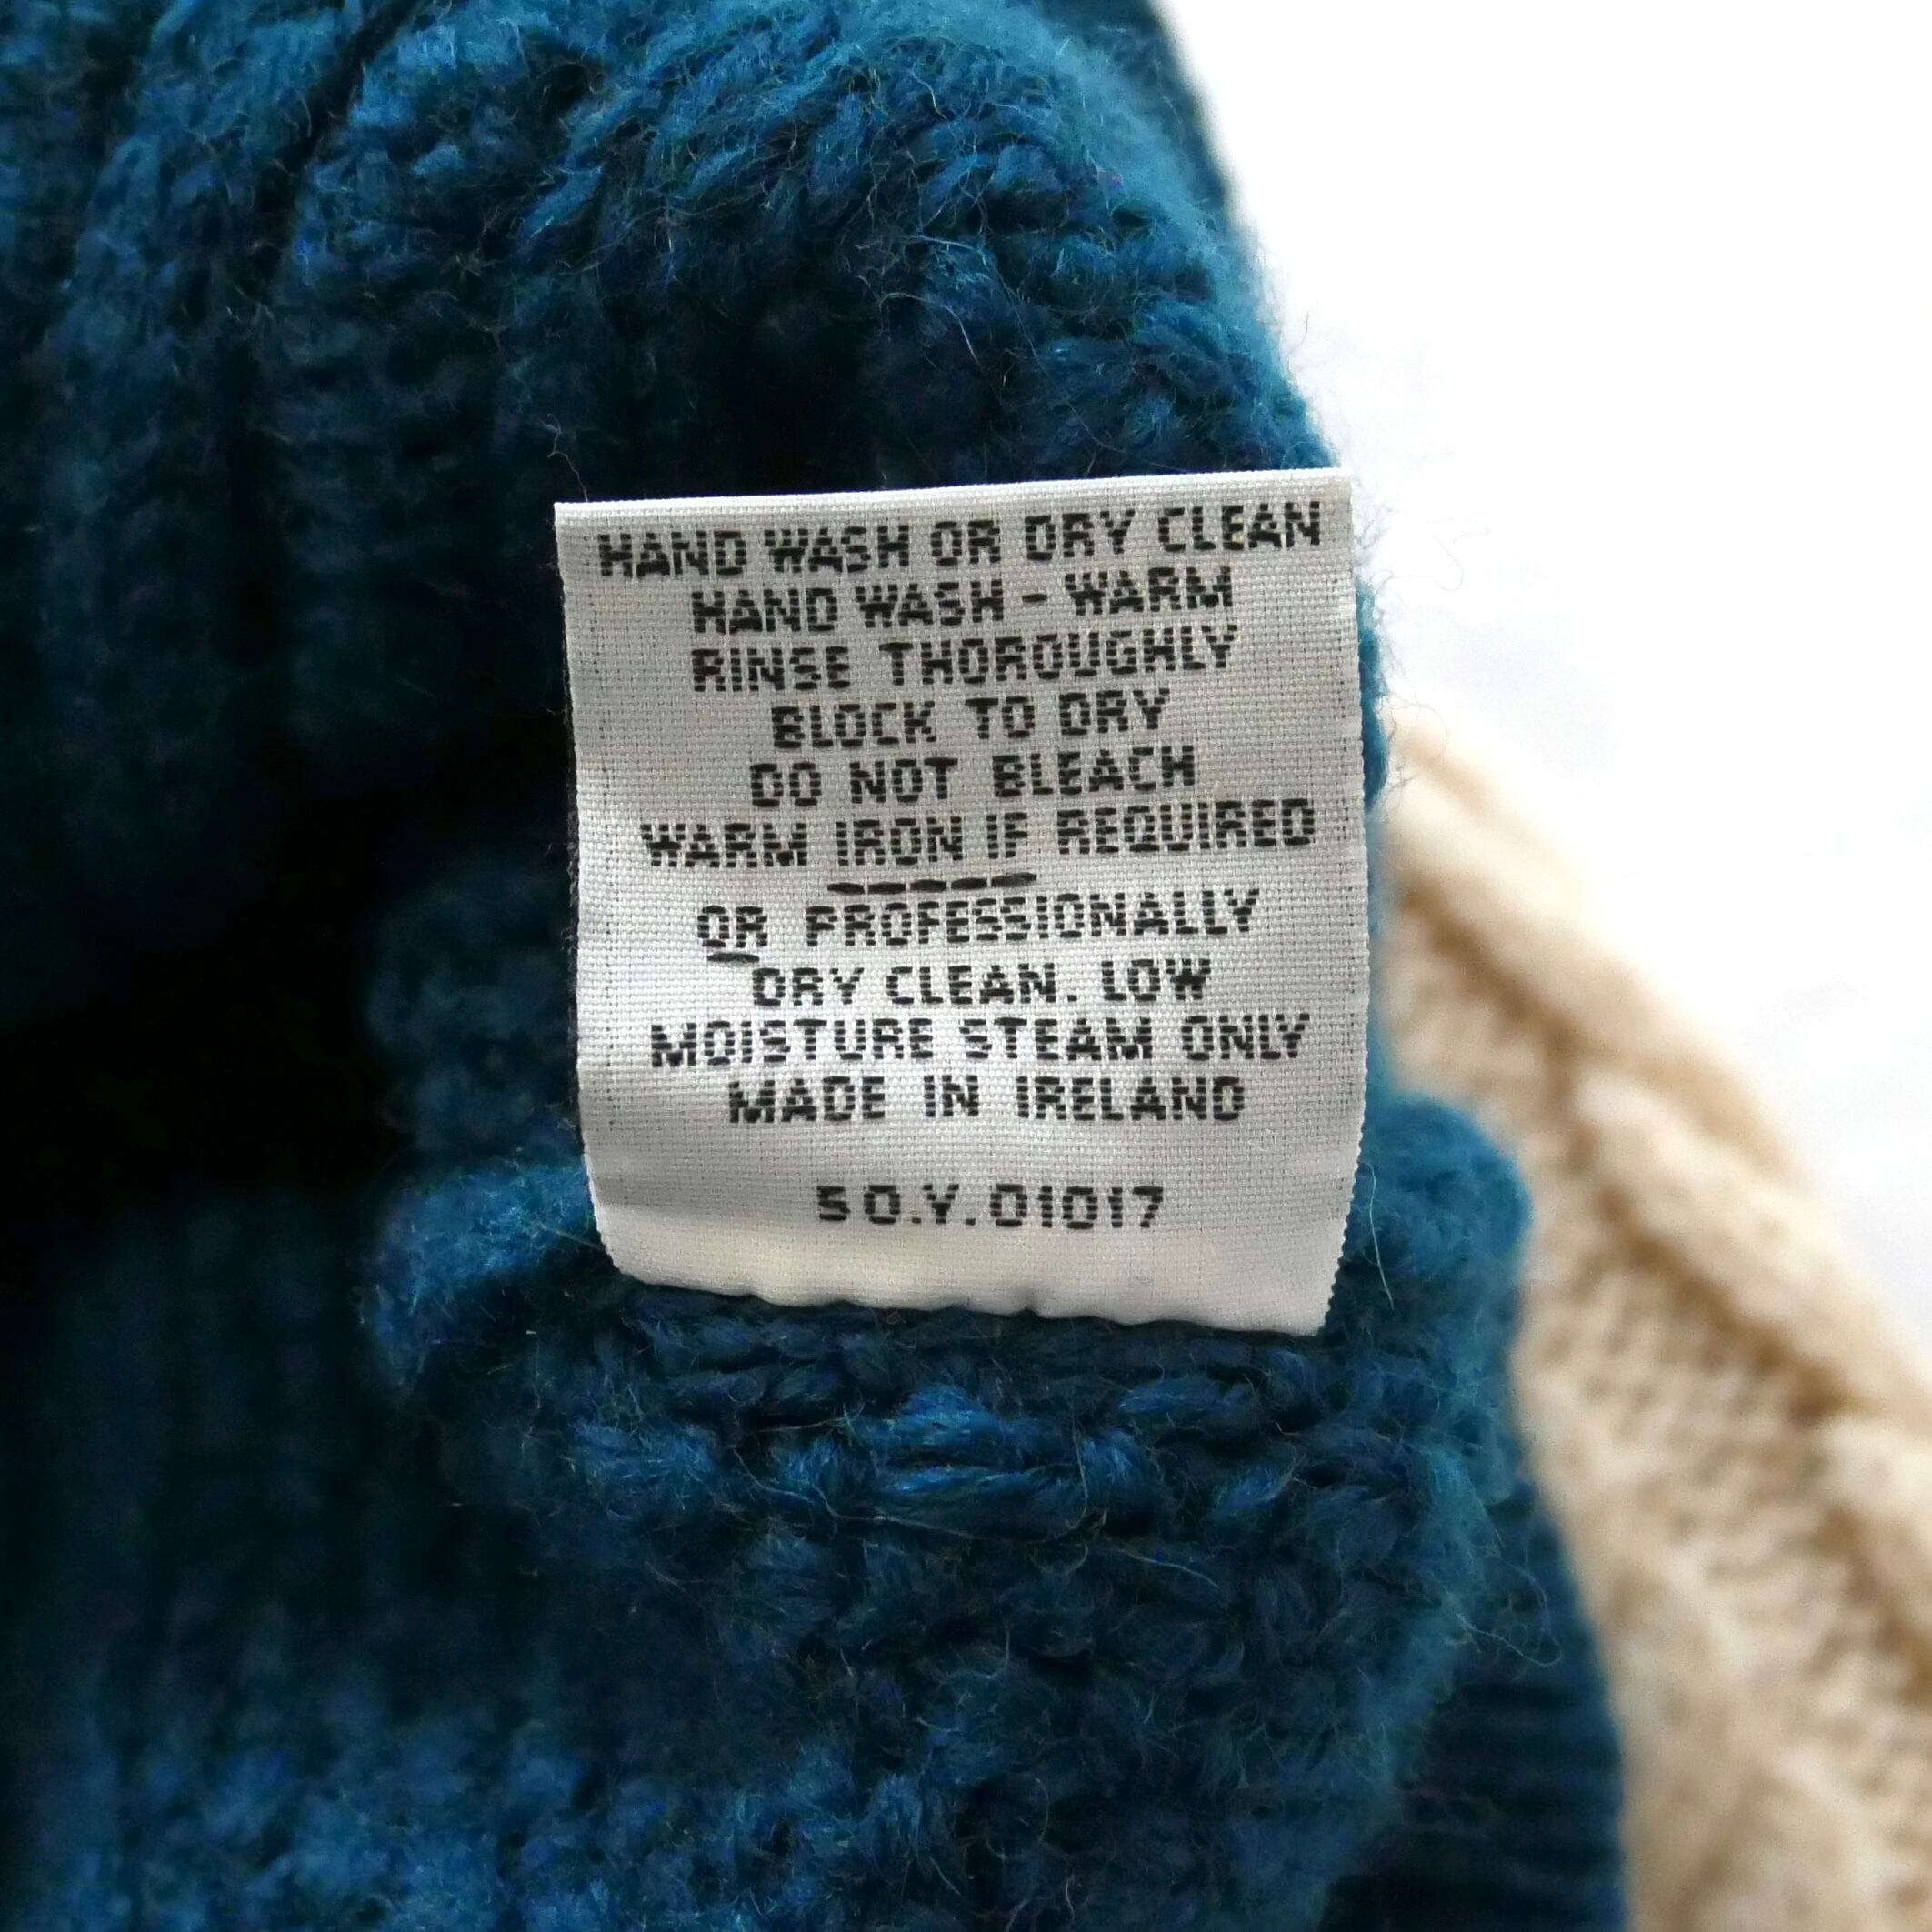 HAND WASH OR DRY CLEAN
HAND WASH - WARM
RINSE THOROUGHLY
BLOCK TO DRY
DO NOT BLEACH
WARM IRON IF REQUIRED
-----
OR PROFESSIONALLY
DRY CLEAN. LOW
MOISTURE STEAM ONLY
MADE IN IRELAND
50.Y.01017